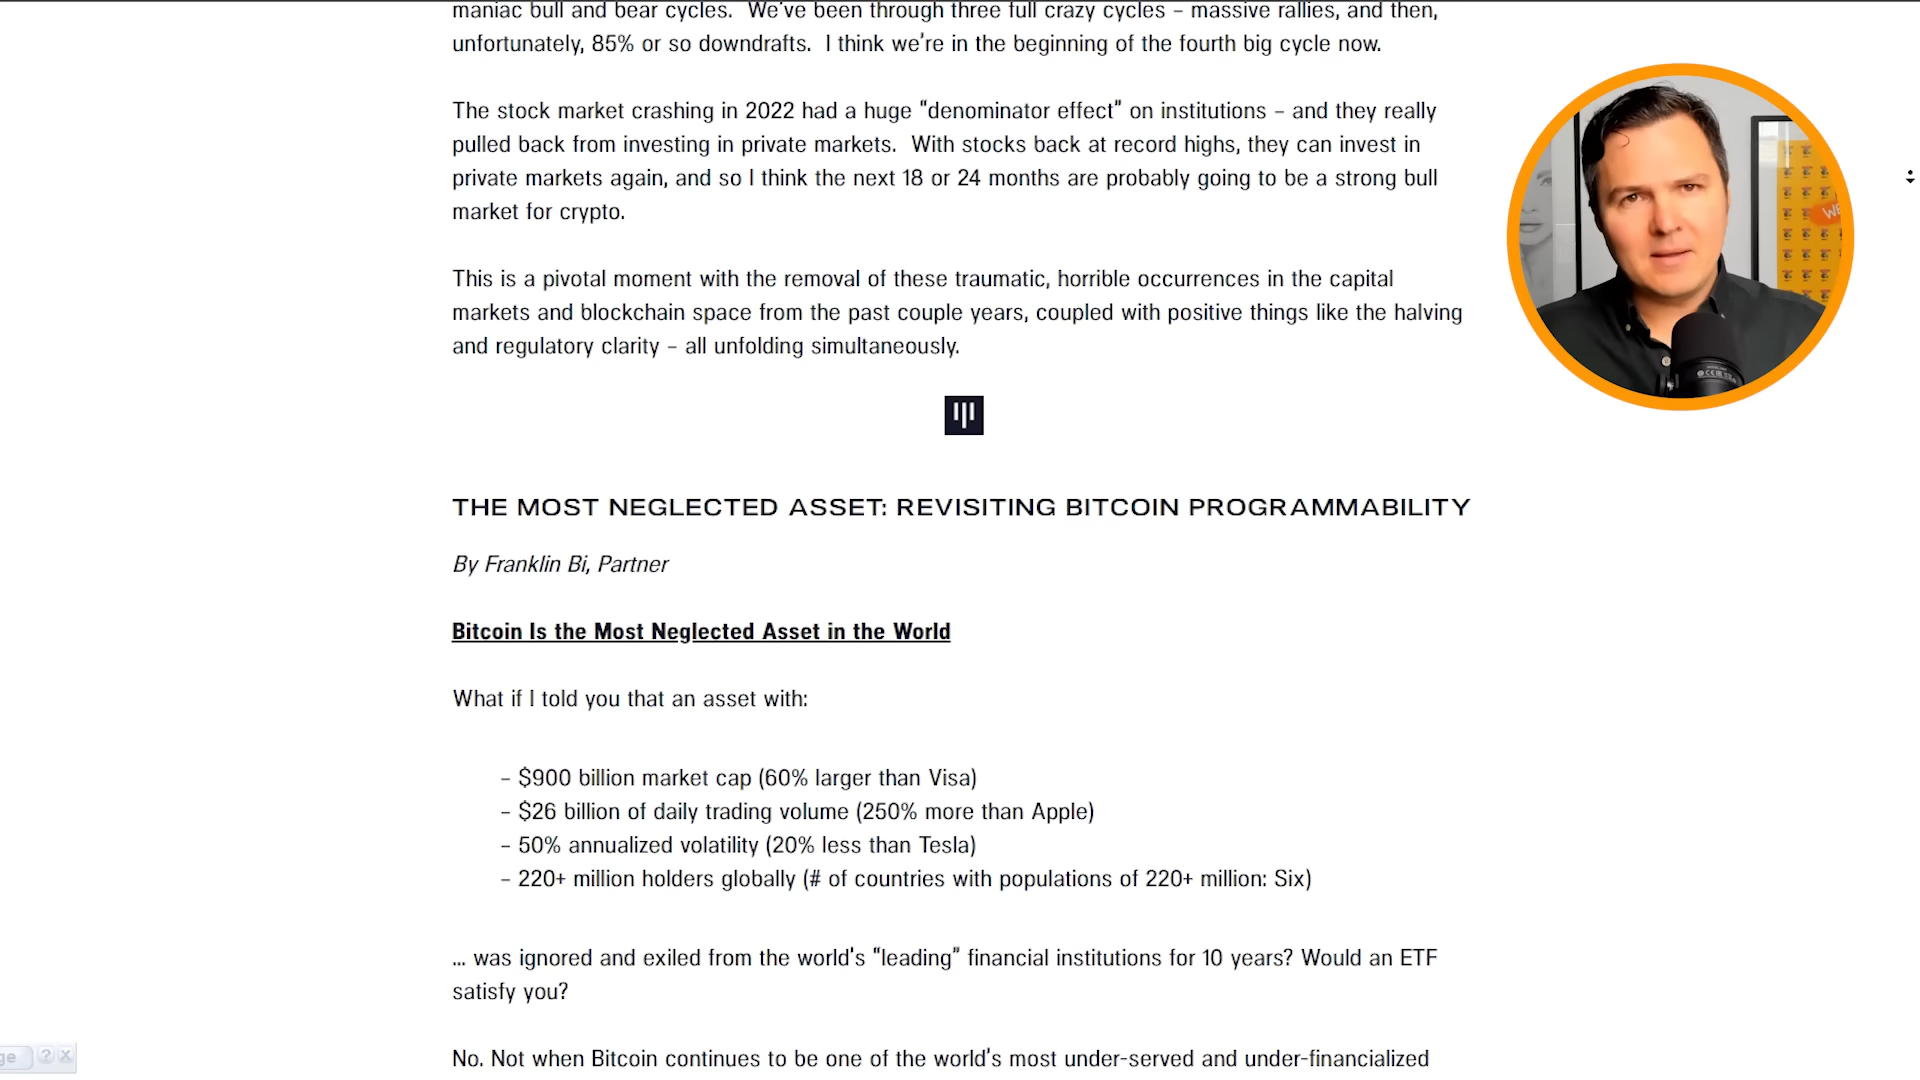 maniac bull and bear cycles.  We've been through three full crazy cycles – massive rallies, and then,
unfortunately, 85% or so downdrafts.  I think we're in the beginning of the fourth big cycle now.
The stock market crashing in 2022 had a huge "denominator effect" on institutions – and they really
pulled back from investing in private markets.  With stocks back at record highs, they can invest in
private markets again, and so I think the next 18 or 24 months are probably going to be a strong bull
market for crypto.
This is a pivotal moment with the removal of these traumatic, horrible occurrences in the capital
markets and blockchain space from the past couple years, coupled with positive things like the halving
and regulatory clarity – all unfolding simultaneously.
THE MOST NEGLECTED ASSET: REVISITING BITCOIN PROGRAMMABILITY
By Franklin Bi, Partner
Bitcoin Is the Most Neglected Asset in the World
What if I told you that an asset with:
– $900 billion market cap (60% larger than Visa)
– $26 billion of daily trading volume (250% more than Apple)
– 50% annualized volatility (20% less than Tesla)
– 220+ million holders globally (# of countries with populations of 220+ million: Six)
... was ignored and exiled from the world's "leading" financial institutions for 10 years? Would an ETF
satisfy you?
No. Not when Bitcoin continues to be one of the world's most under-served and under-financialized
ge ? X
WE